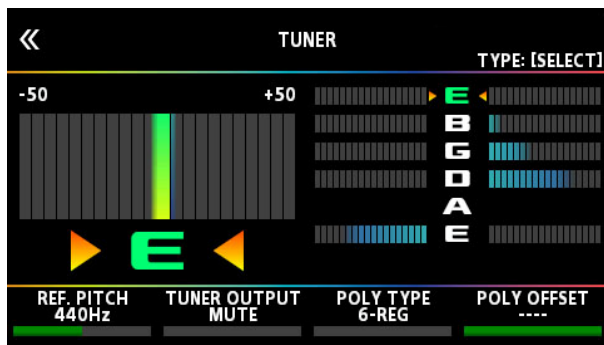 «
TUNER
TYPE: [SELECT]
-50 +50
E
B
G
D
A
E
E
REF. PITCH TUNER OUTPUT POLY TYPE POLY OFFSET
440Hz MUTE 6-REG ----